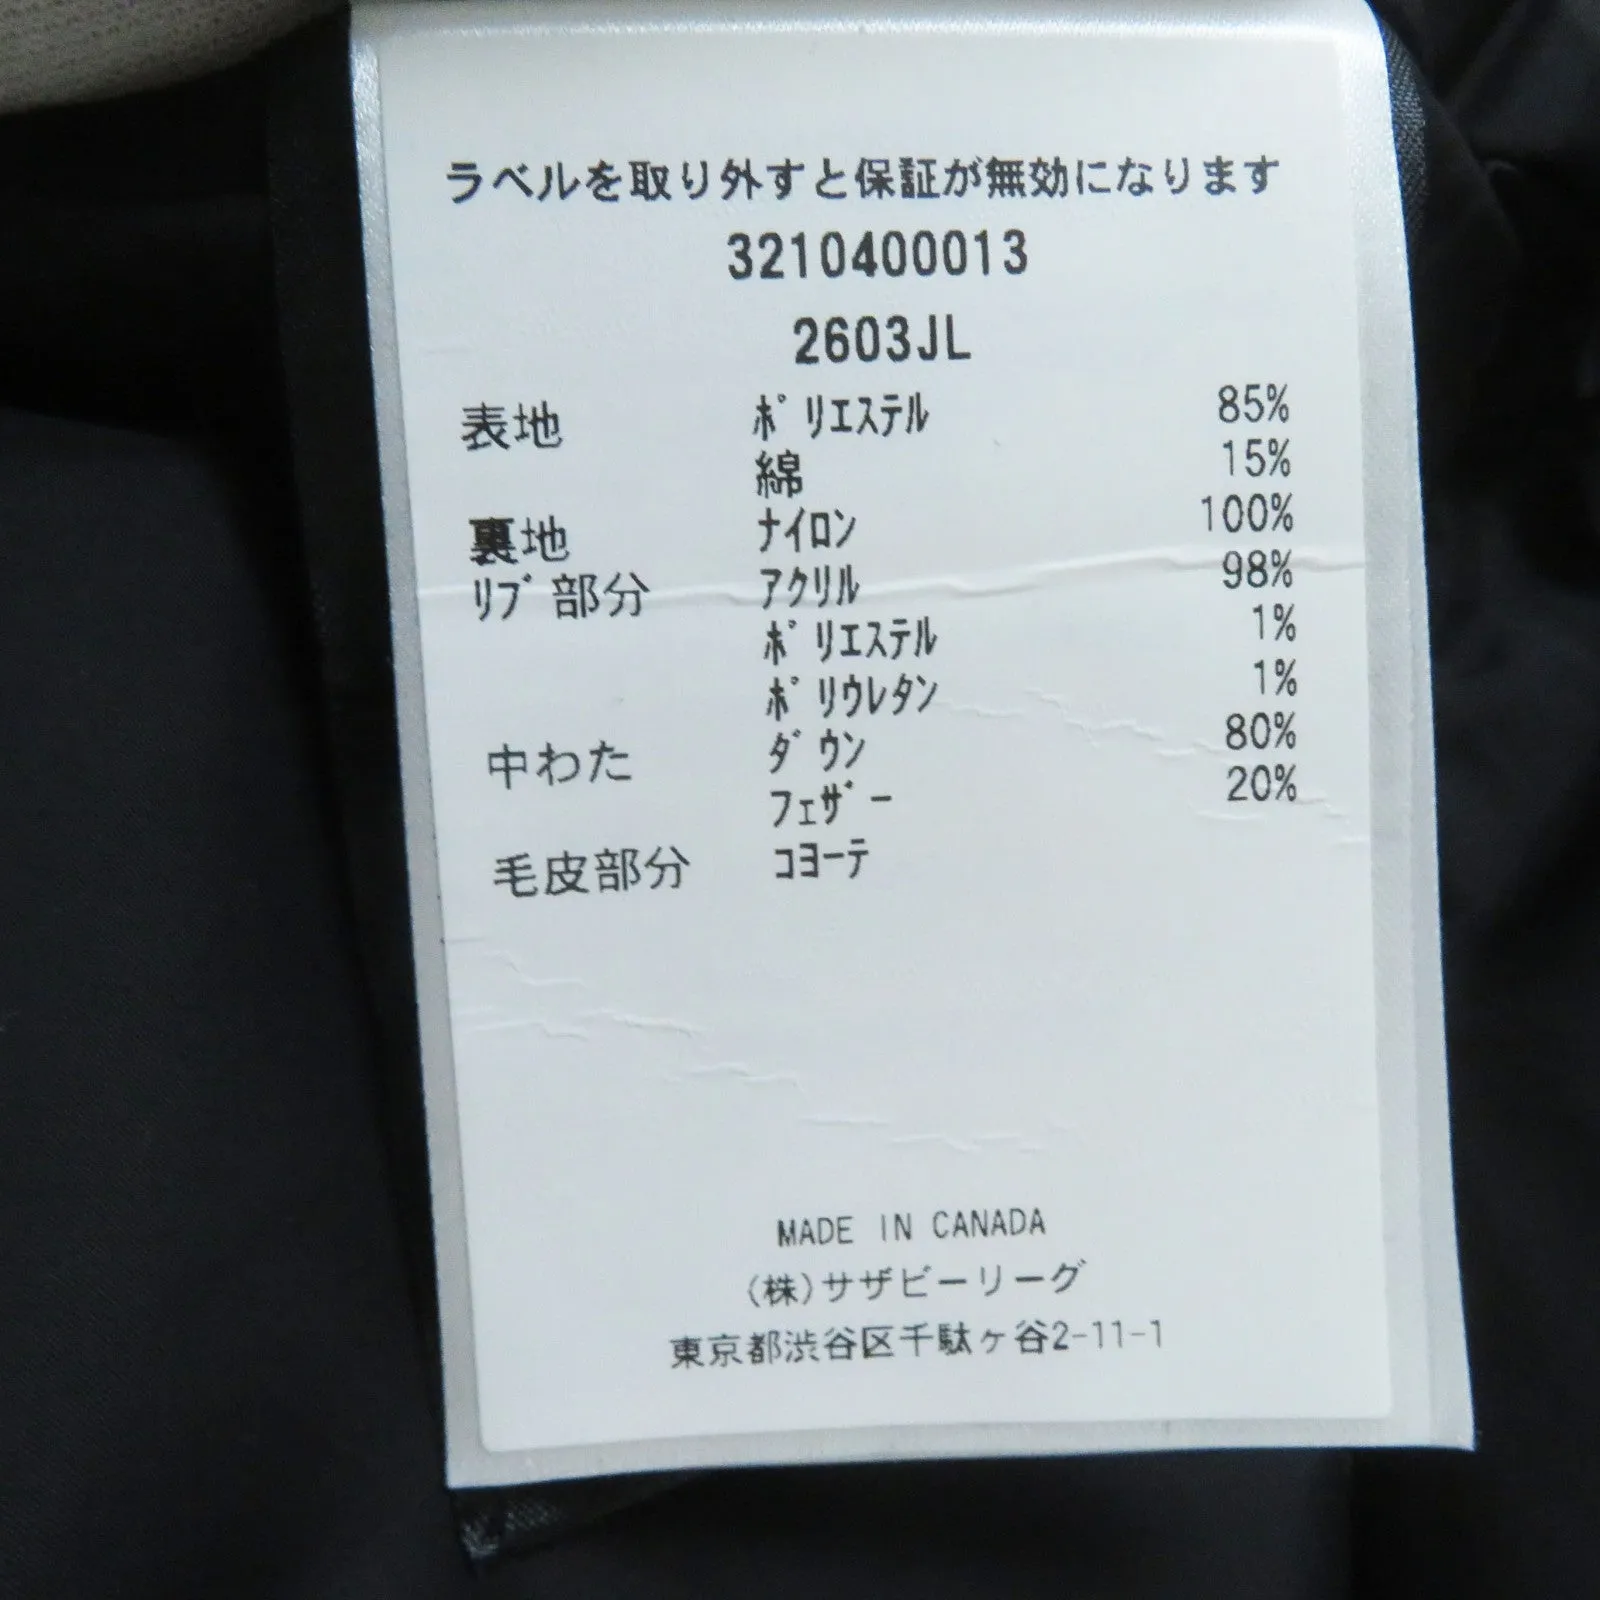 ラベルを取り外すと保証が無効になります
3210400013
2603JL
表地 ﾎﾟﾘｴｽﾃﾙ 85%
綿 15%
裏地 ﾅｲﾛﾝ 100%
ﾘﾌﾞ部分 ｱｸﾘﾙ 98%
ﾎﾟﾘｴｽﾃﾙ 1%
ﾎﾟﾘｳﾚﾀﾝ 1%
中わた ﾀﾞｳﾝ 80%
ﾌｪｻﾞｰ 20%
毛皮部分 ｺﾖｰﾃ
MADE IN CANADA
(株)サザビーリーグ
東京都渋谷区千駄ヶ谷2-11-1